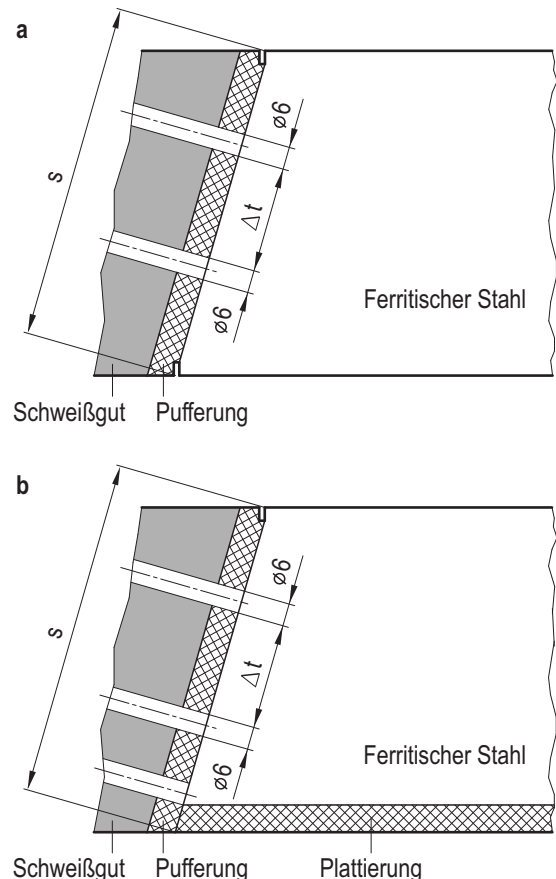 a
s
ø6
Δt
ø6
Ferritischer Stahl
Schweißgut Pufferung
b
s
ø6
Δt
ø6
Ferritischer Stahl
Schweißgut Pufferung Plattierung